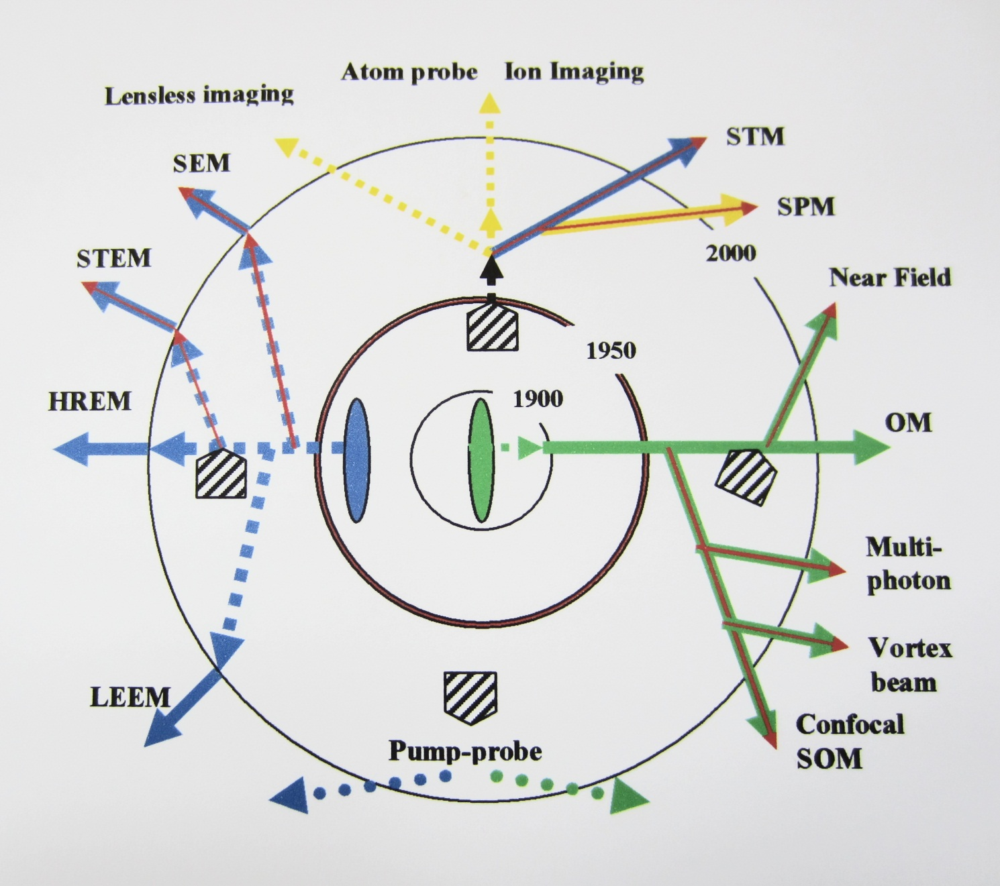 Atom probe Ion Imaging
Lensless imaging
STM
SEM
SPM
STEM
2000
Near Field
1950
HREM
1900
OM
Multi-
photon
Vortex
beam
LEEM
Confocal
SOM
Pump-probe